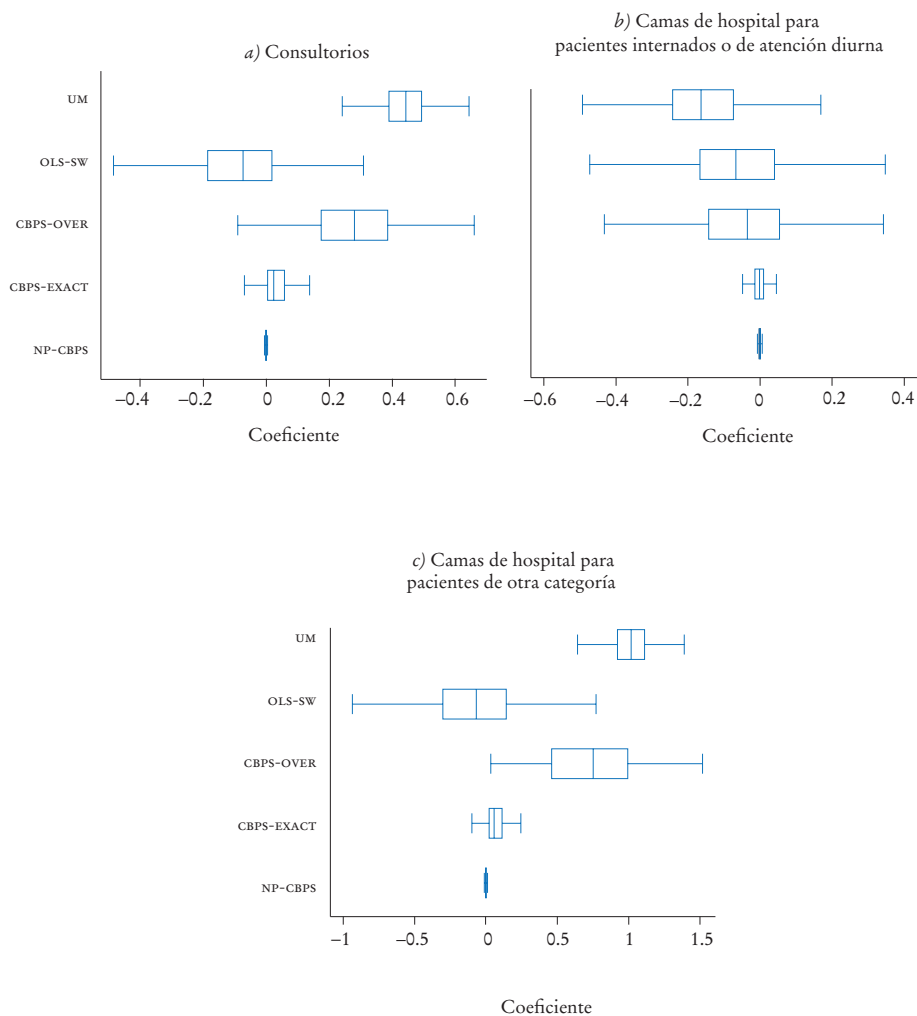 a) Consultorios
UM
OLS-SW
CBPS-OVER
CBPS-EXACT
NP-CBPS
−0.4 −0.2 0 0.2 0.4 0.6
Coeficiente
b) Camas de hospital para
pacientes internados o de atención diurna
−0.6 −0.4 −0.2 0 0.2 0.4
Coeficiente
c) Camas de hospital para
pacientes de otra categoría
UM
OLS-SW
CBPS-OVER
CBPS-EXACT
NP-CBPS
−1 −0.5 0 0.5 1 1.5
Coeficiente